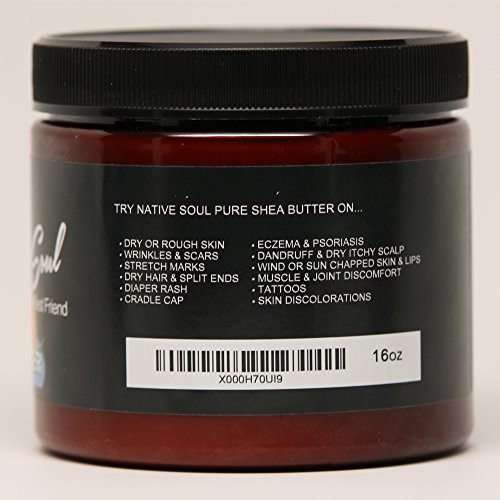 TRY NATIVE SOUL PURE SHEA BUTTER ON...
• DRY OR ROUGH SKIN
• WRINKLES & SCARS
• STRETCH MARKS
• DRY HAIR & SPLIT ENDS
• DIAPER RASH
• CRADLE CAP
• ECZEMA & PSORIASIS
• DANDRUFF & DRY ITCHY SCALP
• WIND OR SUN CHAPPED SKIN & LIPS
• MUSCLE & JOINT DISCOMFORT
• TATTOOS
• SKIN DISCOLORATIONS
Soul
Friend
X000H70UI9
16oz